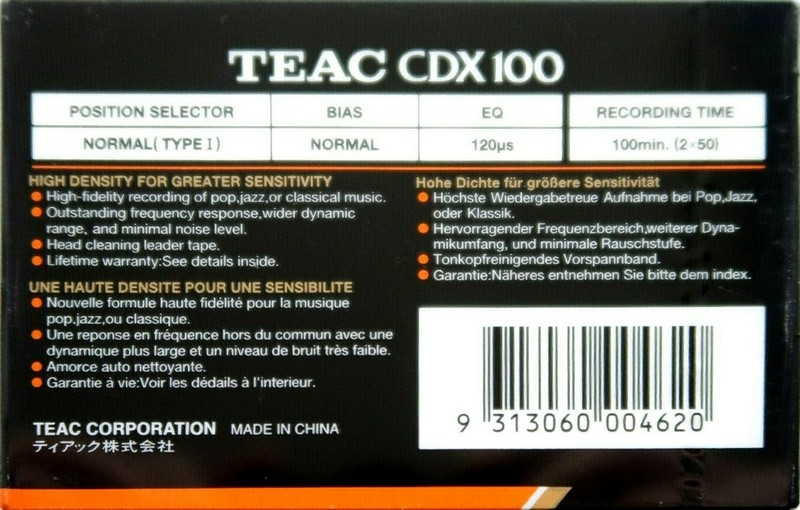 TEAC CDX100
POSITION SELECTOR BIAS EQ RECORDING TIME
NORMAL( TYPE I ) NORMAL 120µs 100min. (2×50)
HIGH DENSITY FOR GREATER SENSITIVITY
● High-fidelity recording of pop,jazz,or classical music.
● Outstanding frequency response,wider dynamic
range, and minimal noise level.
● Head cleaning leader tape.
● Lifetime warranty:See details inside.
UNE HAUTE DENSITE POUR UNE SENSIBILITE
● Nouvelle formule haute fidélité pour la musique
pop,jazz,ou classique.
● Une reponse en fréquence hors du commun avec une
dynamique plus large et un niveau de bruit très faible.
● Amorce auto nettoyante.
● Garantie á vie:Voir les dédails à l'interieur.
Hohe Dichte für größere Sensitivität
● Höchste Wiedergabetreue Aufnahme bei Pop,Jazz,
oder Klassik.
● Hervorragender Frequenzbereich,weiterer Dyna-
mikumfang, und minimale Rauschstufe.
● Tonkopfreinigendes Vorspannband.
● Garantie:Näheres entnehmen Sie bitte dem index.
9 313060 004620
TEAC CORPORATION MADE IN CHINA
ティアック株式会社